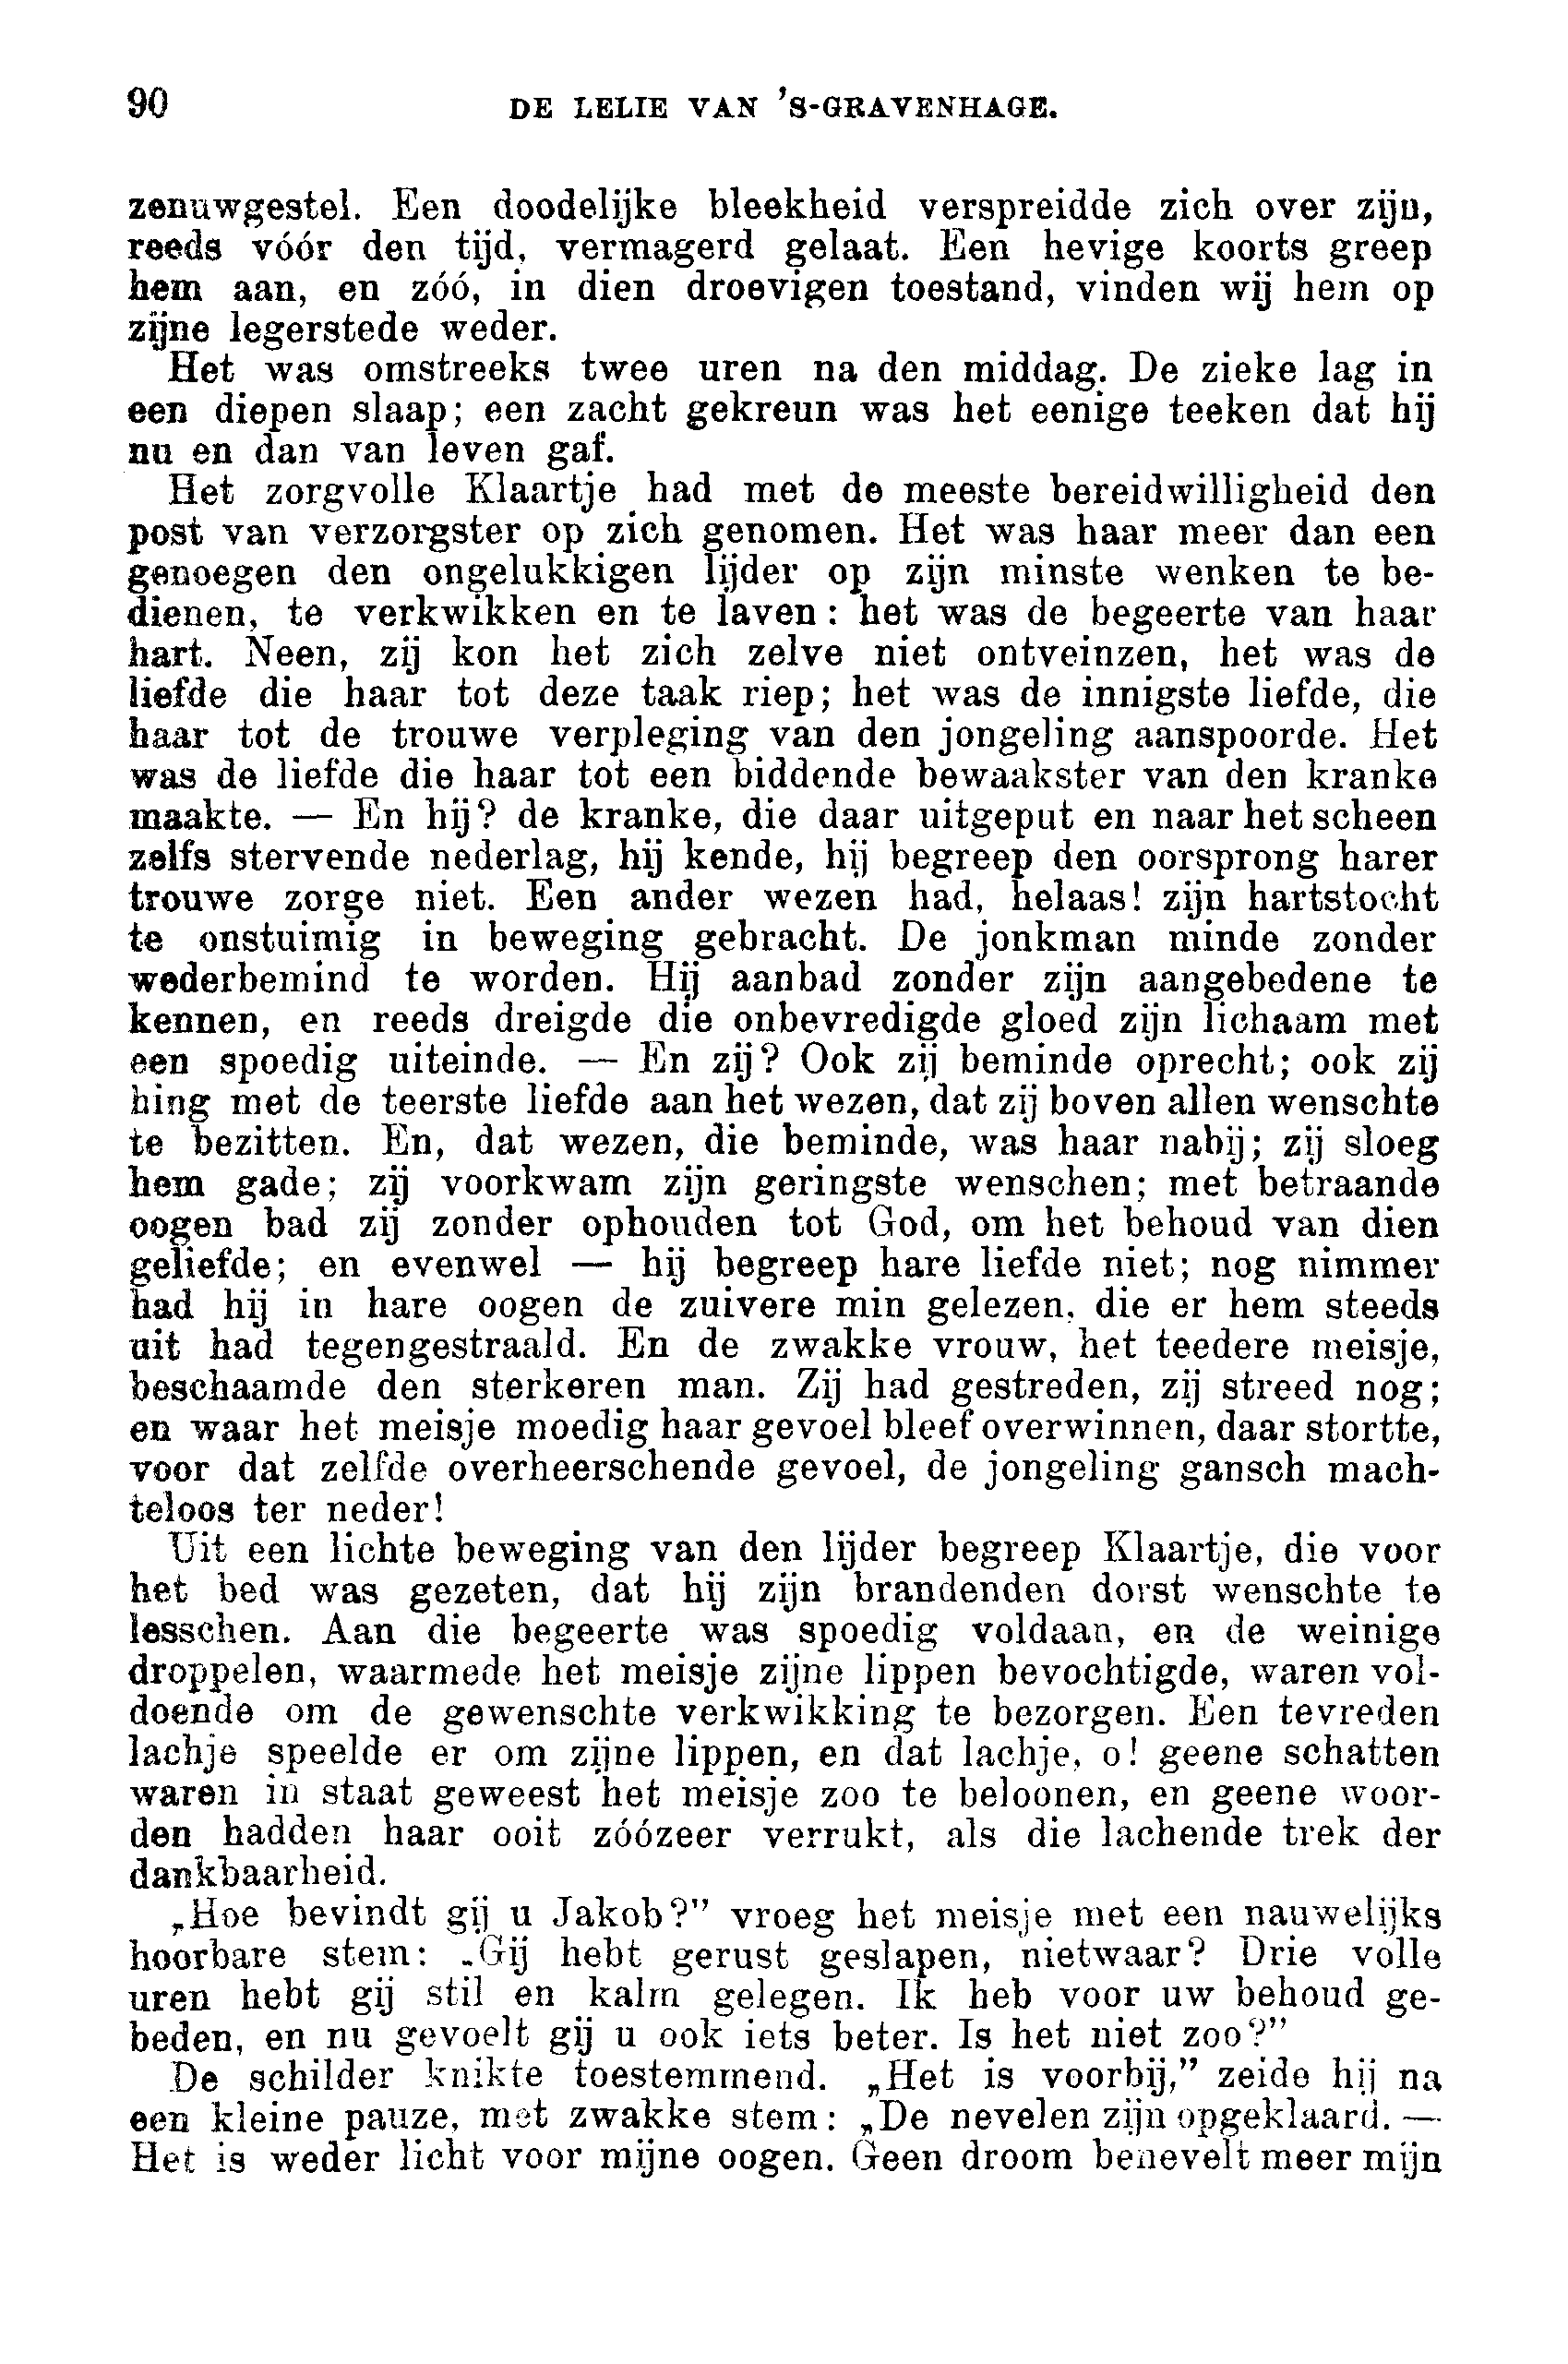 90 DE LELIE VAN 'S-GRAVENHAGE.
zenuwgestel. Een doodelijke bleekheid verspreidde zich over zijn,
reeds vóór den tijd, vermagerd gelaat. Een hevige koorts greep
hem aan, en zóó, in dien droevigen toestand, vinden wij hem op
zijne legerstede weder.
Het was omstreeks twee uren na den middag. De zieke lag in
een diepen slaap; een zacht gekreun was het eenige teeken dat hij
nu en dan van leven gaf.
Het zorgvolle Klaartje had met de meeste bereidwilligheid den
post van verzorgster op zich genomen. Het was haar meer dan een
genoegen den ongelukkigen lijder op zijn minste wenken te be-
dienen, te verkwikken en te laven: het was de begeerte van haar
hart. Neen, zij kon het zich zelve niet ontveinzen, het was de
liefde die haar tot deze taak riep; het was de innigste liefde, die
haar tot de trouwe verpleging van den jongeling aanspoorde. Het
was de liefde die haar tot een biddende bewaakster van den kranke
maakte. — En hij? de kranke, die daar uitgeput en naar het scheen
zelfs stervende nederlag, hij kende, hij begreep den oorsprong harer
trouwe zorge niet. Een ander wezen had, helaas! zijn hartstocht
te onstuimig in beweging gebracht. De jonkman minde zonder
wederbemind te worden. Hij aanbad zonder zijn aangebedene te
kennen, en reeds dreigde die onbevredigde gloed zijn lichaam met
een spoedig uiteinde. — En zij? Ook zij beminde oprecht; ook zij
hing met de teerste liefde aan het wezen, dat zij boven allen wenschte
te bezitten. En, dat wezen, die beminde, was haar nabij; zij sloeg
hem gade; zij voorkwam zijn geringste wenschen; met betraande
oogen bad zij zonder ophouden tot God, om het behoud van dien
geliefde; en evenwel — hij begreep hare liefde niet; nog nimmer
had hij in hare oogen de zuivere min gelezen, die er hem steeds
uit had tegengestraald. En de zwakke vrouw, het teedere meisje,
beschaamde den sterkeren man. Zij had gestreden, zij streed nog;
en waar het meisje moedig haar gevoel bleef overwinnen, daar stortte,
voor dat zelfde overheerschende gevoel, de jongeling gansch mach-
teloos ter neder!
Uit een lichte beweging van den lijder begreep Klaartje, die voor
het bed was gezeten, dat hij zijn brandenden dorst wenschte te
lesschen. Aan die begeerte was spoedig voldaan, en de weinige
droppelen, waarmede het meisje zijne lippen bevochtigde, waren vol-
doende om de gewenschte verkwikking te bezorgen. Een tevreden
lachje speelde er om zijne lippen, en dat lachje, o! geene schatten
waren in staat geweest het meisje zoo te beloonen, en geene woor-
den hadden haar ooit zóózeer verrukt, als die lachende trek der
dankbaarheid.
„Hoe bevindt gij u Jakob?" vroeg het meisje met een nauwelijks
hoorbare stem: „Gij hebt gerust geslapen, nietwaar? Drie volle
uren hebt gij stil en kalm gelegen. Ik heb voor uw behoud ge-
beden, en nu gevoelt gij u ook iets beter. Is het niet zoo?"
De schilder knikte toestemmend. „Het is voorbij," zeide hij na
een kleine pauze, met zwakke stem: „De nevelen zijn opgeklaard. —
Het is weder licht voor mijne oogen. Geen droom benevelt meer mijn